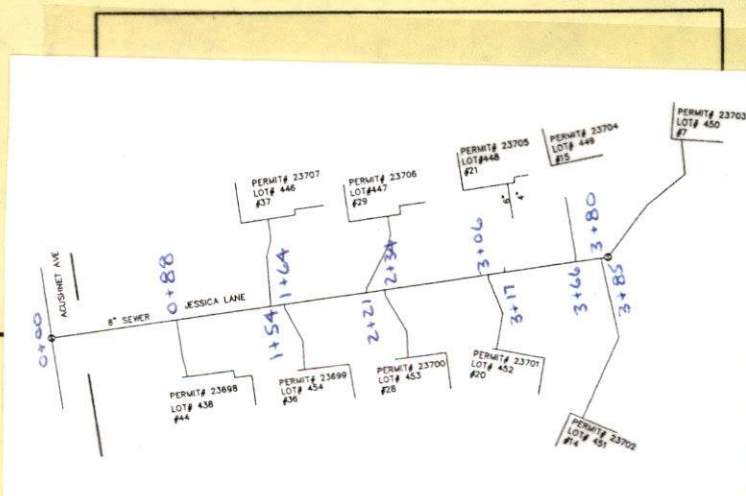 PERMIT# 23703
LOT# 450
#7
PERMIT# 23704
LOT# 449
#15
PERMIT# 23705
LOT#448
#21
PERMIT# 23706
LOT#447
#29
PERMIT# 23707
LOT# 446
#37
6"
4"
ACUSHNET AVE
0+00
8" SEWER
0+88
JESSICA LANE
1+54
1+64
2+21
2+34
3+06
3+17
3+66
3+80
3+85
PERMIT# 23698
LOT# 438
#44
PERMIT# 23699
LOT# 454
#36
PERMIT# 23700
LOT# 453
#28
PERMIT# 23701
LOT# 452
#20
PERMIT# 23702
LOT# 451
#14